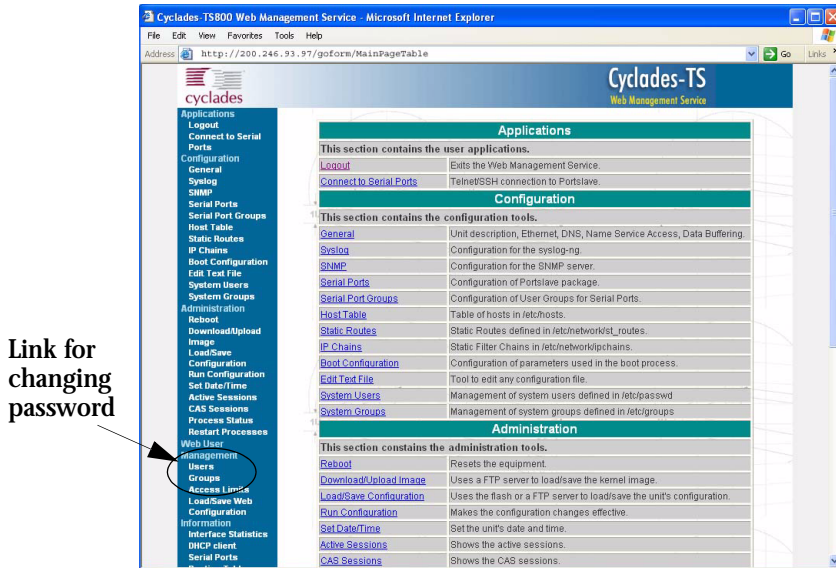 Cyclades-TS800 Web Management Service - Microsoft Internet Explorer
File Edit View Favorites Tools Help
Address http://200.246.93.97/goform/MainPageTable Go Links
cyclades
Cyclades-TS
Web Management Service
Applications
Logout
Connect to Serial
Ports
Configuration
General
Syslog
SNMP
Serial Ports
Serial Port Groups
Host Table
Static Routes
IP Chains
Boot Configuration
Edit Text File
System Users
System Groups
Administration
Reboot
Download/Upload
Image
Load/Save
Configuration
Run Configuration
Set Date/Time
Active Sessions
CAS Sessions
Process Status
Restart Processes
Web User
Management
Users
Groups
Access Limits
Load/Save Web
Configuration
Information
Interface Statistics
DHCP client
Serial Ports
Link for
changing
password
Applications
This section contains the user applications.
Logout Exits the Web Management Service.
Connect to Serial Ports Telnet/SSH connection to Portslave.
Configuration
This section contains the configuration tools.
General Unit description, Ethernet, DNS, Name Service Access, Data Buffering.
Syslog Configuration for the syslog-ng.
SNMP Configuration for the SNMP server.
Serial Ports Configuration of Portslave package.
Serial Port Groups Configuration of User Groups for Serial Ports.
Host Table Table of hosts in /etc/hosts.
Static Routes Static Routes defined in /etc/network/st_routes.
IP Chains Static Filter Chains in /etc/network/ipchains.
Boot Configuration Configuration of parameters used in the boot process.
Edit Text File Tool to edit any configuration file.
System Users Management of system users defined in /etc/passwd
System Groups Management of system groups defined in /etc/groups
Administration
This section constains the administration tools.
Reboot Resets the equipment.
Download/Upload Image Uses a FTP server to load/save the kernel image.
Load/Save Configuration Uses the flash or a FTP server to load/save the unit's configuration.
Run Configuration Makes the configuration changes effective.
Set Date/Time Set the unit's date and time.
Active Sessions Shows the active sessions.
CAS Sessions Shows the CAS sessions.